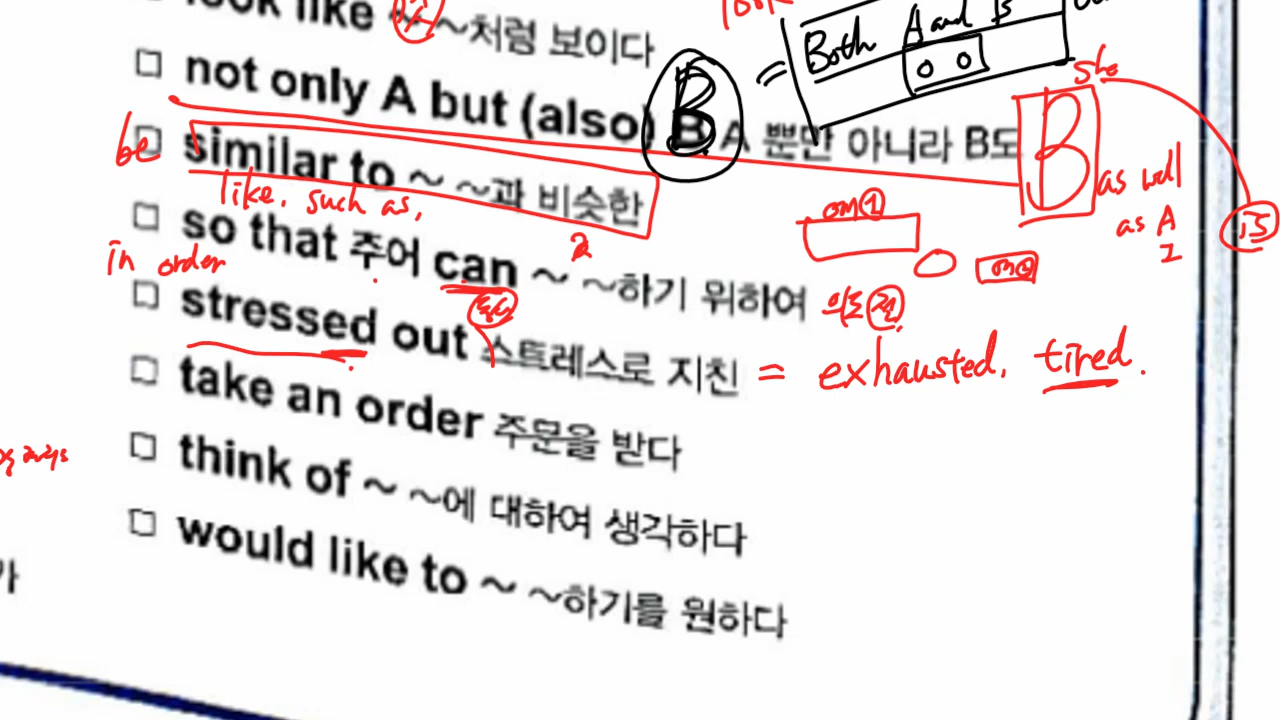 look like ~ ~처럼 보이다
Both A and B
not only A but (also) B A 뿐만 아니라 B도
she
B as well
as A
I
is
be similar to ~ ~과 비슷한
like, such as,
so that 주어 can ~ ~하기 위하여
in order
stressed out 스트레스로 지친 = exhausted, tired.
take an order 주문을 받다
think of ~ ~에 대하여 생각하다
would like to ~ ~하기를 원하다